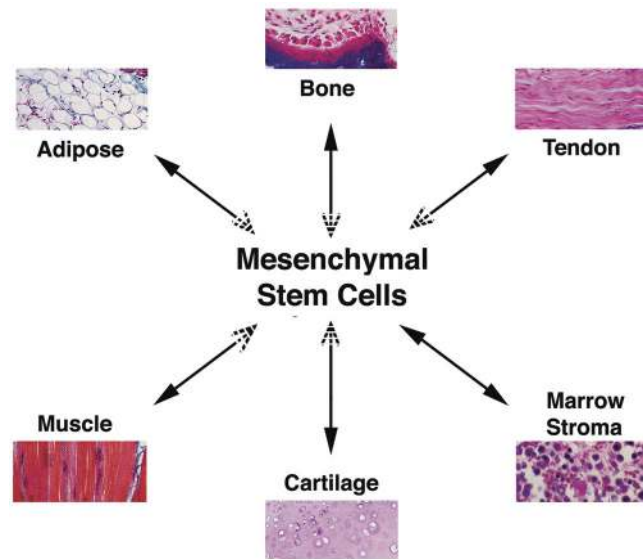 Bone
Adipose
Tendon
Mesenchymal
Stem Cells
Muscle
Marrow
Stroma
Cartilage